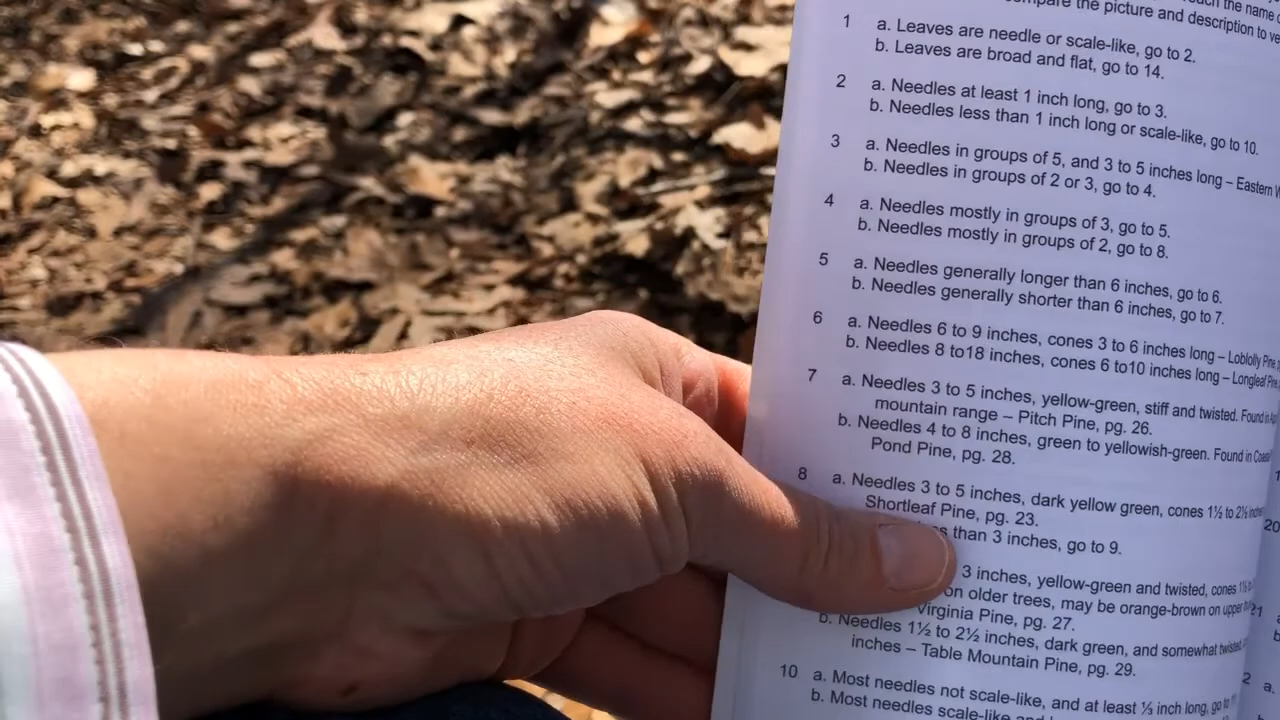 the name
the picture and description to
1 a. Leaves are needle or scale-like, go to 2.
b. Leaves are broad and flat, go to 14.
2 a. Needles at least 1 inch long, go to 3.
b. Needles less than 1 inch long or scale-like, go to 10.
3 a. Needles in groups of 5, and 3 to 5 inches long – Eastern
b. Needles in groups of 2 or 3, go to 4.
4 a. Needles mostly in groups of 3, go to 5.
b. Needles mostly in groups of 2, go to 8.
5 a. Needles generally longer than 6 inches, go to 6.
b. Needles generally shorter than 6 inches, go to 7.
6 a. Needles 6 to 9 inches, cones 3 to 6 inches long – Loblolly Pine,
b. Needles 8 to18 inches, cones 6 to10 inches long – Longleaf Pine,
7 a. Needles 3 to 5 inches, yellow-green, stiff and twisted. Found in
mountain range – Pitch Pine, pg. 26.
b. Needles 4 to 8 inches, green to yellowish-green. Found in
Pond Pine, pg. 28.
8 a. Needles 3 to 5 inches, dark yellow green, cones 1½ to 2½
Shortleaf Pine, pg. 23.
than 3 inches, go to 9.
3 inches, yellow-green and twisted, cones
on older trees, may be orange-brown on upper
Virginia Pine, pg. 27.
b. Needles 1½ to 2½ inches, dark green, and somewhat twisted,
inches – Table Mountain Pine, pg. 29.
10 a. Most needles not scale-like, and at least ⅓ inch long, go to
b. Most needles scale-like and
20
a.